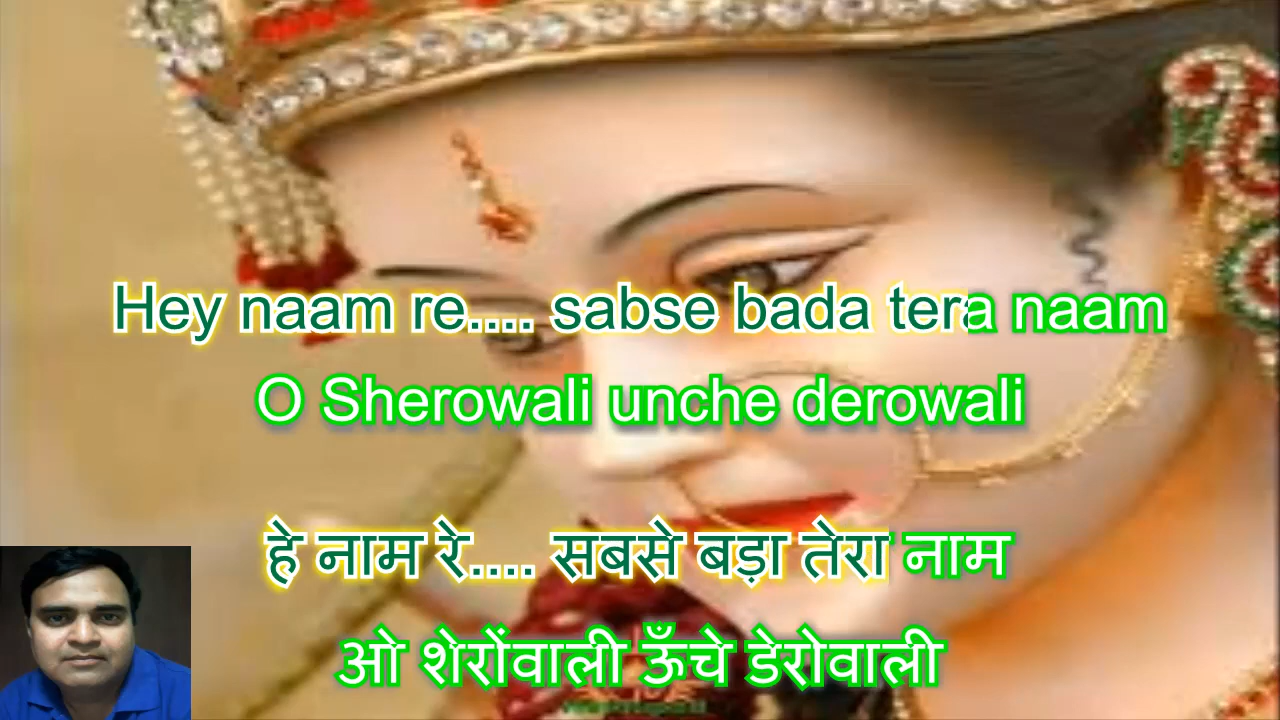 Hey naam re.... sabse bada tera naam
O Sherowali unche derowali
हे नाम रे.... सबसे बड़ा तेरा नाम
ओ शेरोंवाली ऊँचे डेरोवाली